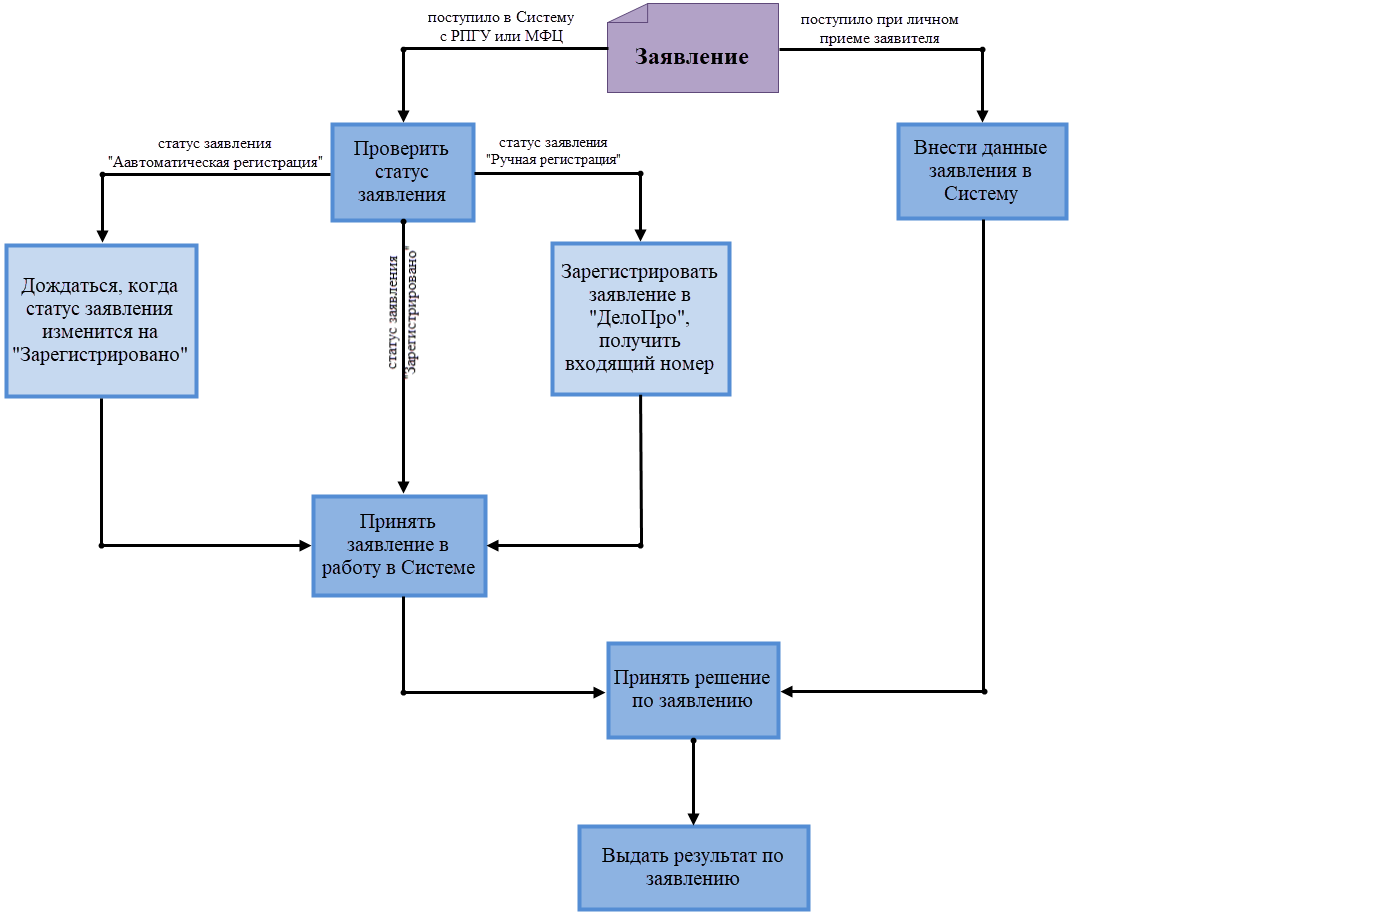 поступило в Систему
с РПГУ или МФЦ
Заявление
поступило при личном
приеме заявителя
статус заявления
"Аавтоматическая регистрация"
Проверить
статус
заявления
статус заявления
"Ручная регистрация"
Внести данные
заявления в
Систему
Дождаться, когда
статус заявления
изменится на
"Зарегистрировано"
статус заявления
"Зарегистрировано"
Зарегистрировать
заявление в
"ДелоПро",
получить
входящий номер
Принять
заявление в
работу в Системе
Принять решение
по заявлению
Выдать результат по
заявлению